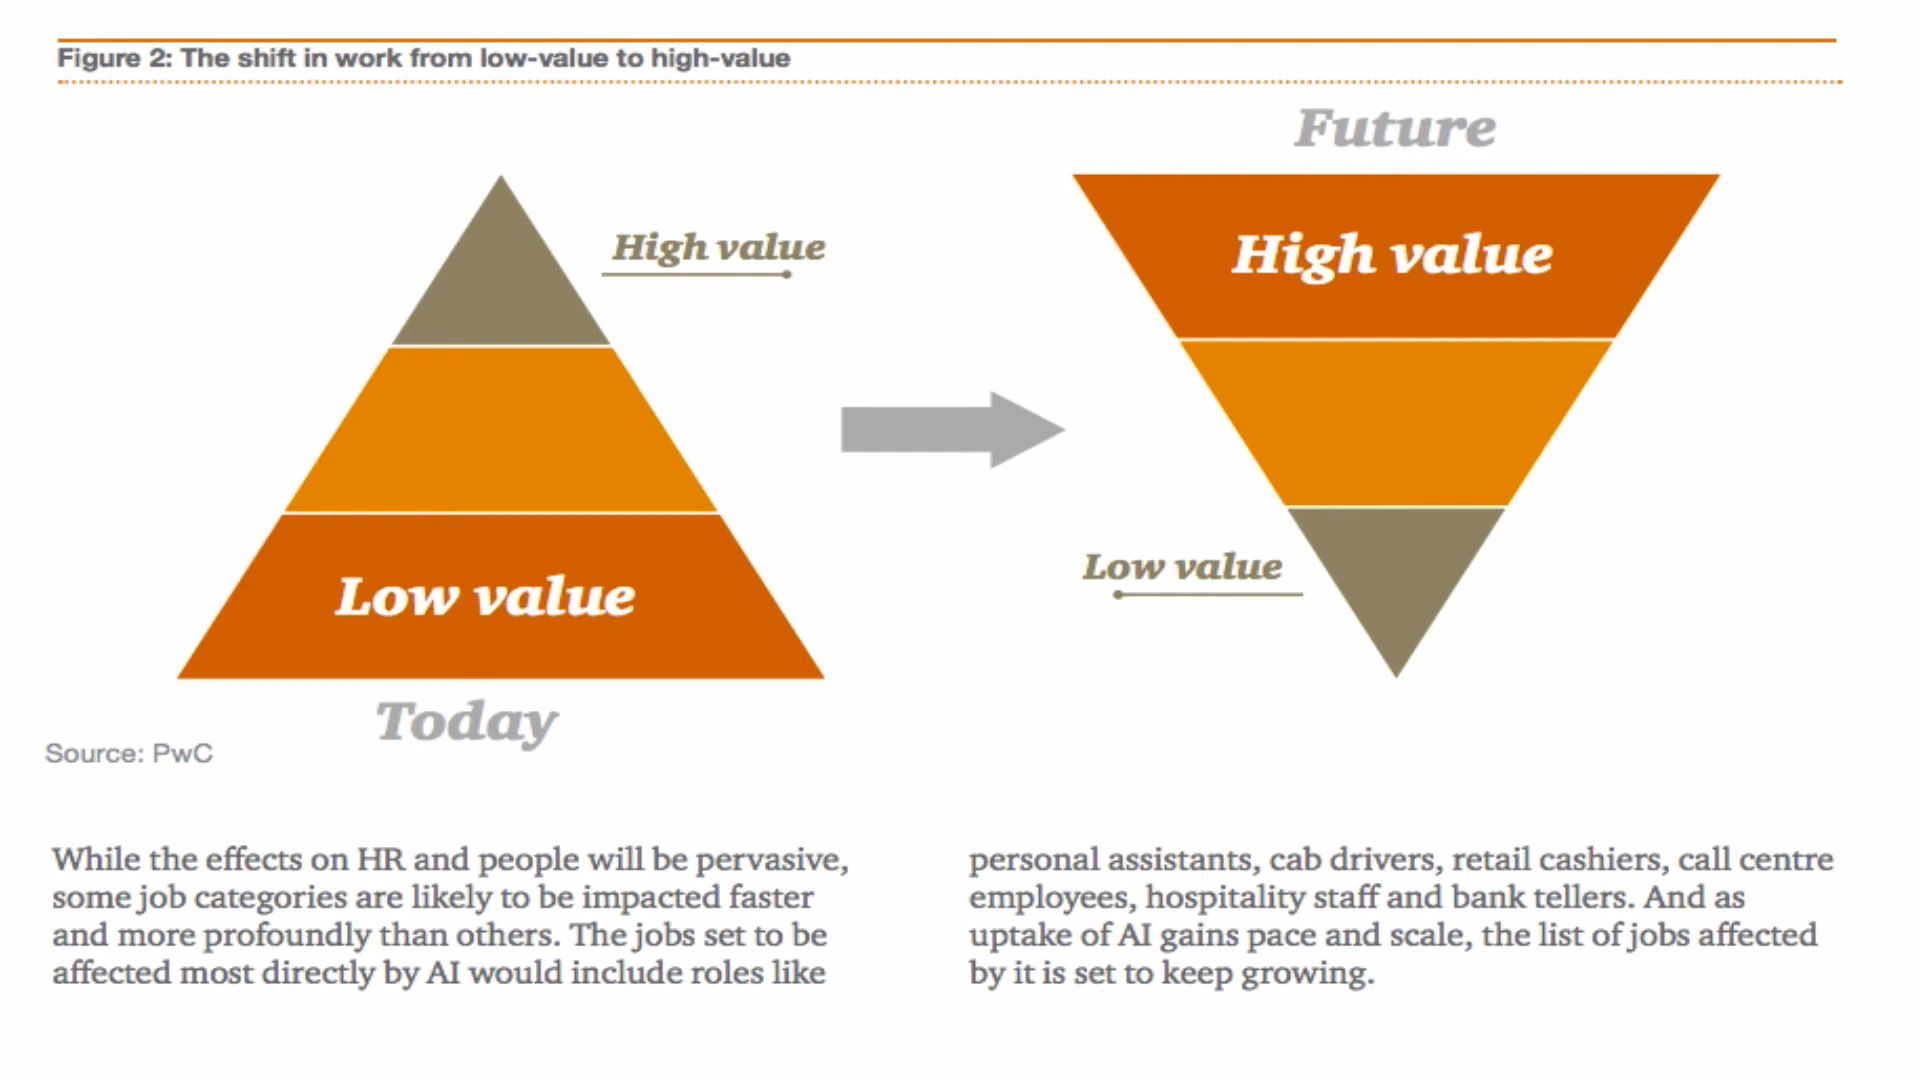 Figure 2: The shift in work from low-value to high-value
High value
Low value
Today
Future
High value
Low value
Source: PwC
While the effects on HR and people will be pervasive,
some job categories are likely to be impacted faster
and more profoundly than others. The jobs set to be
affected most directly by AI would include roles like
personal assistants, cab drivers, retail cashiers, call centre
employees, hospitality staff and bank tellers. And as
uptake of AI gains pace and scale, the list of jobs affected
by it is set to keep growing.